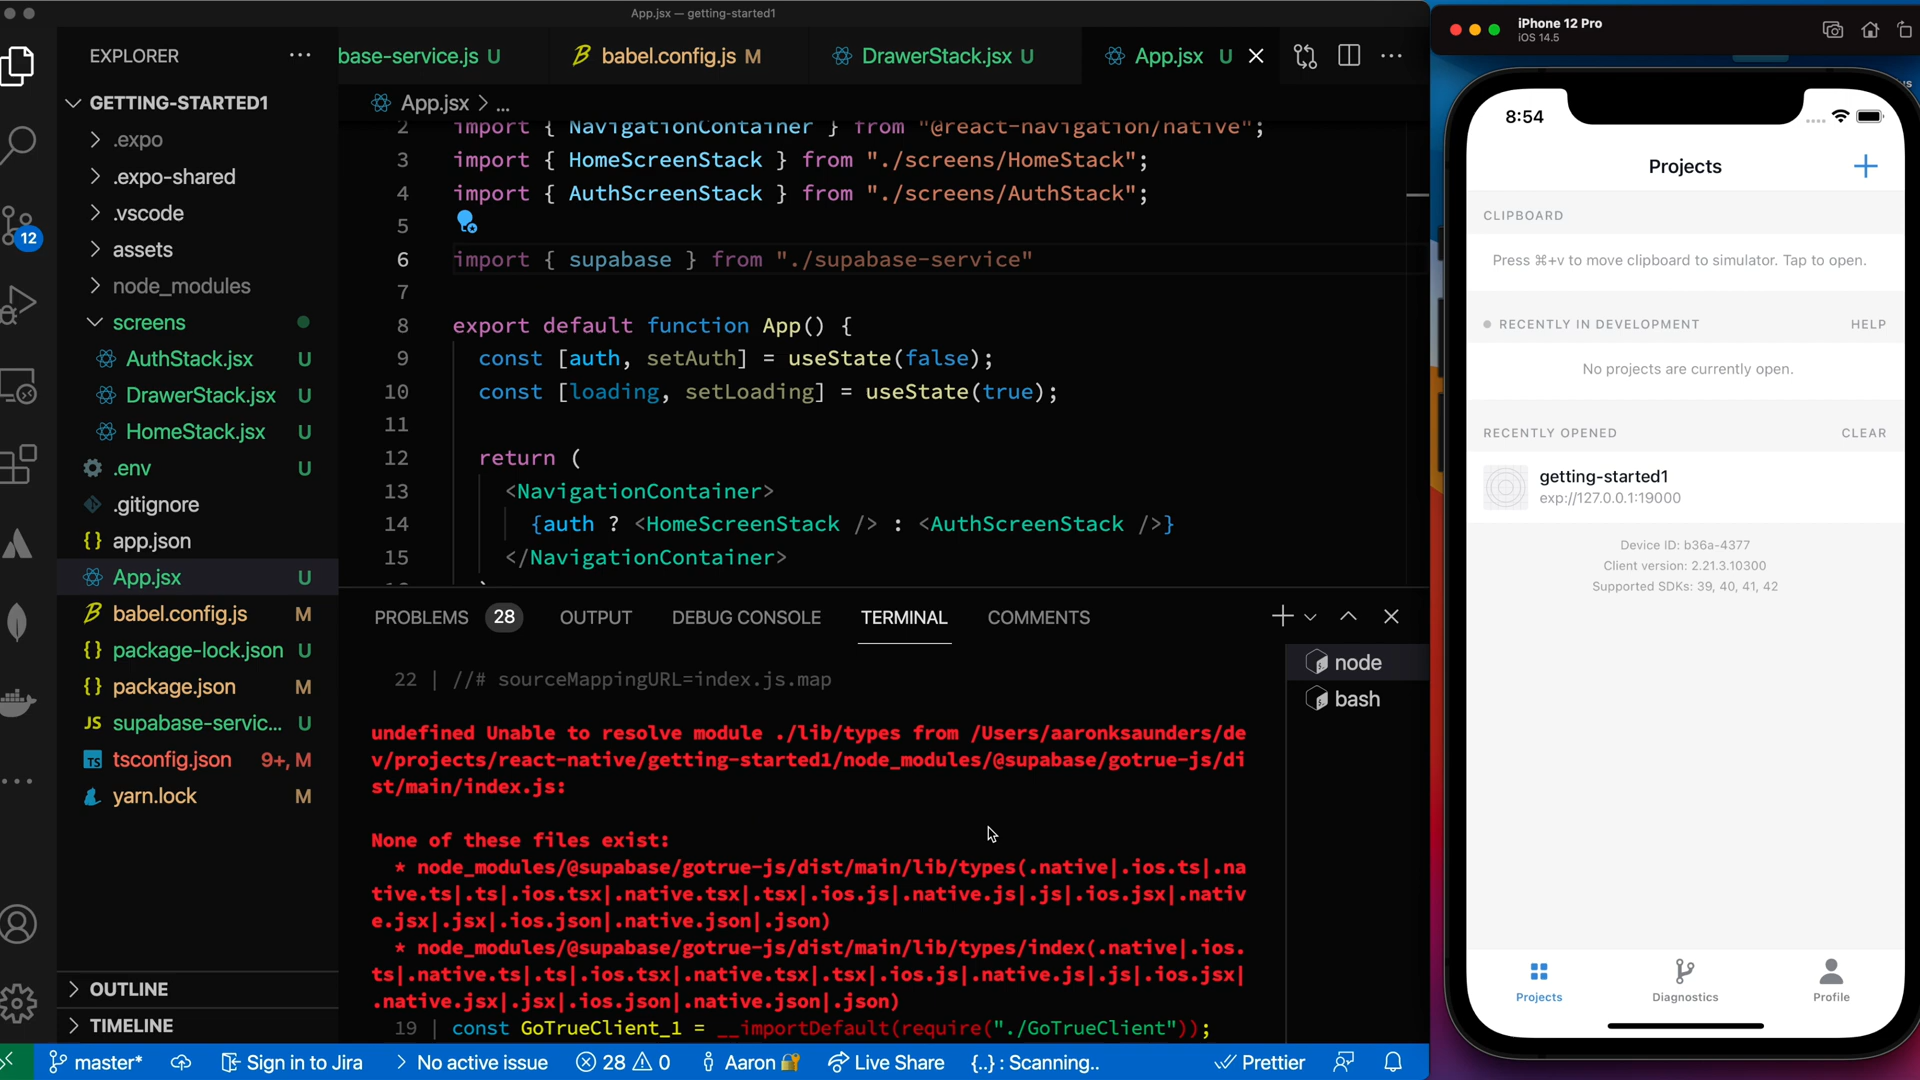 App.jsx — getting-started1
EXPLORER
base-service.js U
babel.config.js M
DrawerStack.jsx U
App.jsx U
GETTING-STARTED1
.expo
.expo-shared
.vscode
assets
node_modules
screens
AuthStack.jsx U
DrawerStack.jsx U
HomeStack.jsx U
.env U
.gitignore
{} app.json
App.jsx U
babel.config.js M
{} package-lock.json U
{} package.json M
JS supabase-servic... U
TS tsconfig.json 9+, M
yarn.lock M
OUTLINE
TIMELINE
12
App.jsx > ...
2 import { NavigationContainer } from "@react-navigation/native";
3 import { HomeScreenStack } from "./screens/HomeStack";
4 import { AuthScreenStack } from "./screens/AuthStack";
5
6 import { supabase } from "./supabase-service"
7
8 export default function App() {
9 const [auth, setAuth] = useState(false);
10 const [loading, setLoading] = useState(true);
11
12 return (
13 <NavigationContainer>
14 {auth ? <HomeScreenStack /> : <AuthScreenStack />}
15 </NavigationContainer>
PROBLEMS 28 OUTPUT DEBUG CONSOLE TERMINAL COMMENTS
node
bash
22 | //# sourceMappingURL=index.js.map
undefined Unable to resolve module ./lib/types from /Users/aaronksaunders/de
v/projects/react-native/getting-started1/node_modules/@supabase/gotrue-js/di
st/main/index.js:
None of these files exist:
* node_modules/@supabase/gotrue-js/dist/main/lib/types(.native|.ios.ts|.na
tive.ts|.ts|.ios.tsx|.native.tsx|.tsx|.ios.js|.native.js|.js|.ios.jsx|.nativ
e.jsx|.jsx|.ios.json|.native.json|.json)
* node_modules/@supabase/gotrue-js/dist/main/lib/types/index(.native|.ios.
ts|.native.ts|.ts|.ios.tsx|.native.tsx|.tsx|.ios.js|.native.js|.js|.ios.jsx|
.native.jsx|.jsx|.ios.json|.native.json|.json)
19 | const GoTrueClient_1 = __importDefault(require("./GoTrueClient"));
master* Sign in to Jira No active issue 28 0 Aaron Live Share {..} : Scanning.. Prettier
iPhone 12 Pro
iOS 14.5
8:54
Projects
CLIPBOARD
Press ⌘+v to move clipboard to simulator. Tap to open.
RECENTLY IN DEVELOPMENT HELP
No projects are currently open.
RECENTLY OPENED CLEAR
getting-started1
exp://127.0.0.1:19000
Device ID: b36a-4377
Client version: 2.21.3.10300
Supported SDKs: 39, 40, 41, 42
Projects Diagnostics Profile